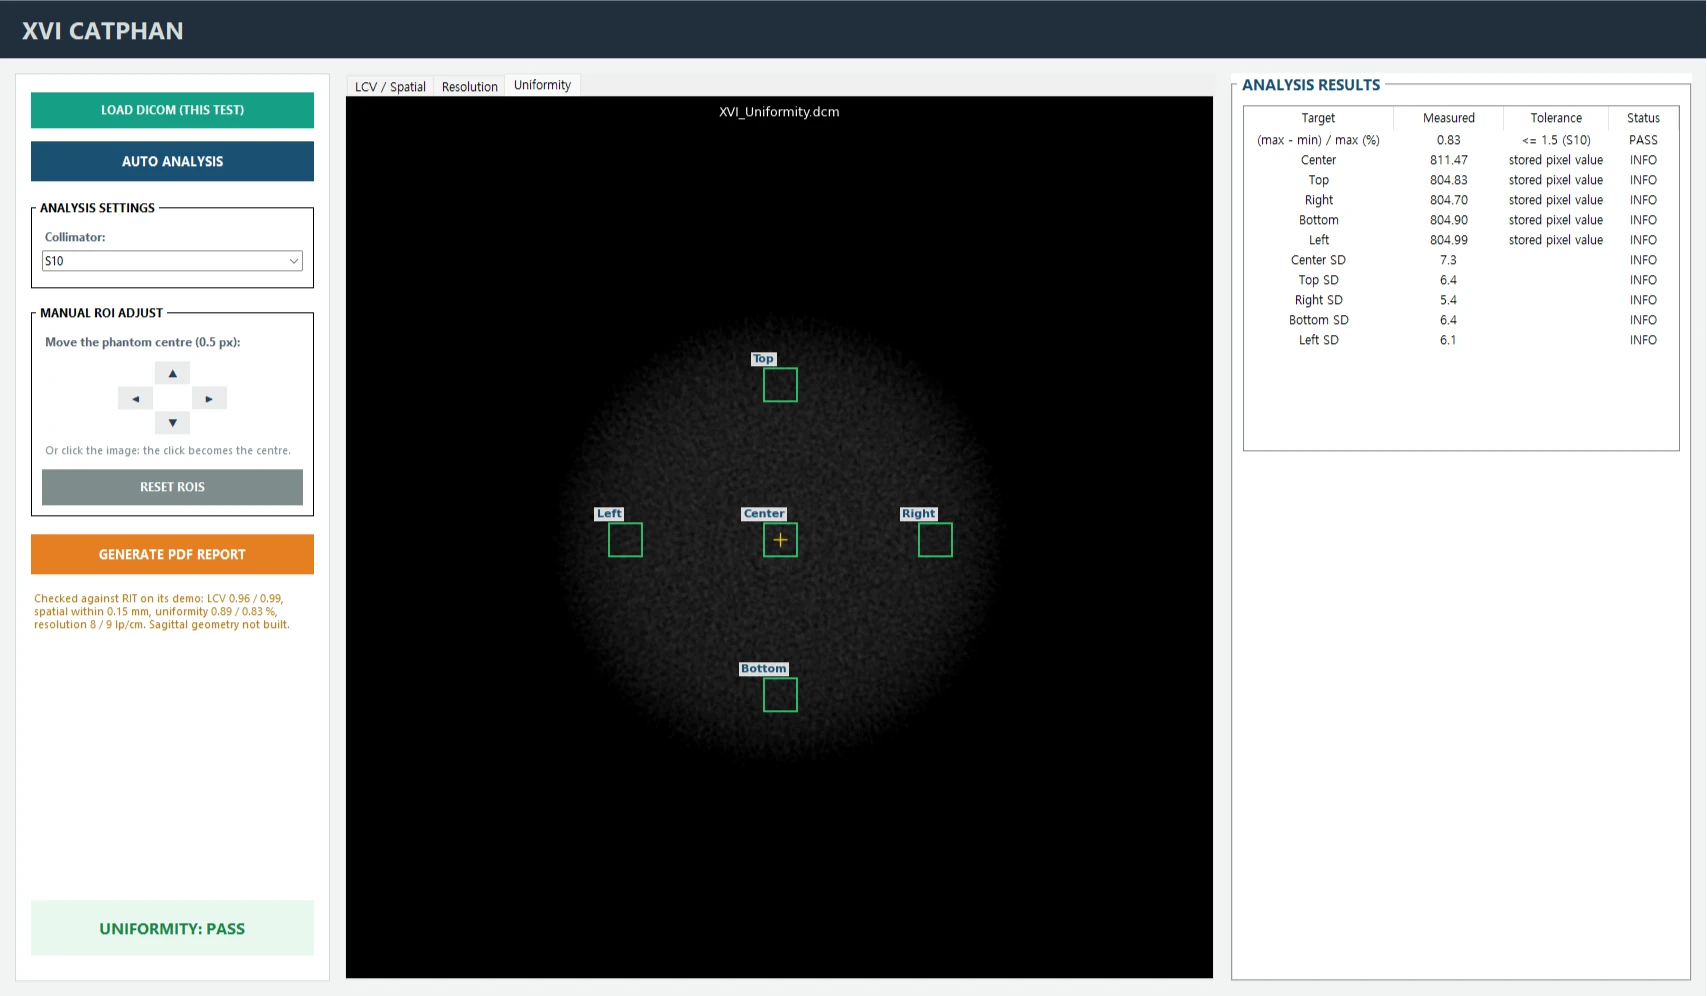 XVI CATPHAN
LOAD DICOM (THIS TEST)
AUTO ANALYSIS
ANALYSIS SETTINGS
Collimator:
S10
MANUAL ROI ADJUST
Move the phantom centre (0.5 px):
▲
◄ ►
▼
Or click the image: the click becomes the centre.
RESET ROIS
GENERATE PDF REPORT
Checked against RIT on its demo: LCV 0.96 / 0.99,
spatial within 0.15 mm, uniformity 0.89 / 0.83 %,
resolution 8 / 9 lp/cm. Sagittal geometry not built.
UNIFORMITY: PASS
LCV / Spatial Resolution Uniformity
XVI_Uniformity.dcm
Top
Left Center Right
Bottom
ANALYSIS RESULTS
Target Measured Tolerance Status
(max - min) / max (%) 0.83 <= 1.5 (S10) PASS
Center 811.47 stored pixel value INFO
Top 804.83 stored pixel value INFO
Right 804.70 stored pixel value INFO
Bottom 804.90 stored pixel value INFO
Left 804.99 stored pixel value INFO
Center SD 7.3 INFO
Top SD 6.4 INFO
Right SD 5.4 INFO
Bottom SD 6.4 INFO
Left SD 6.1 INFO